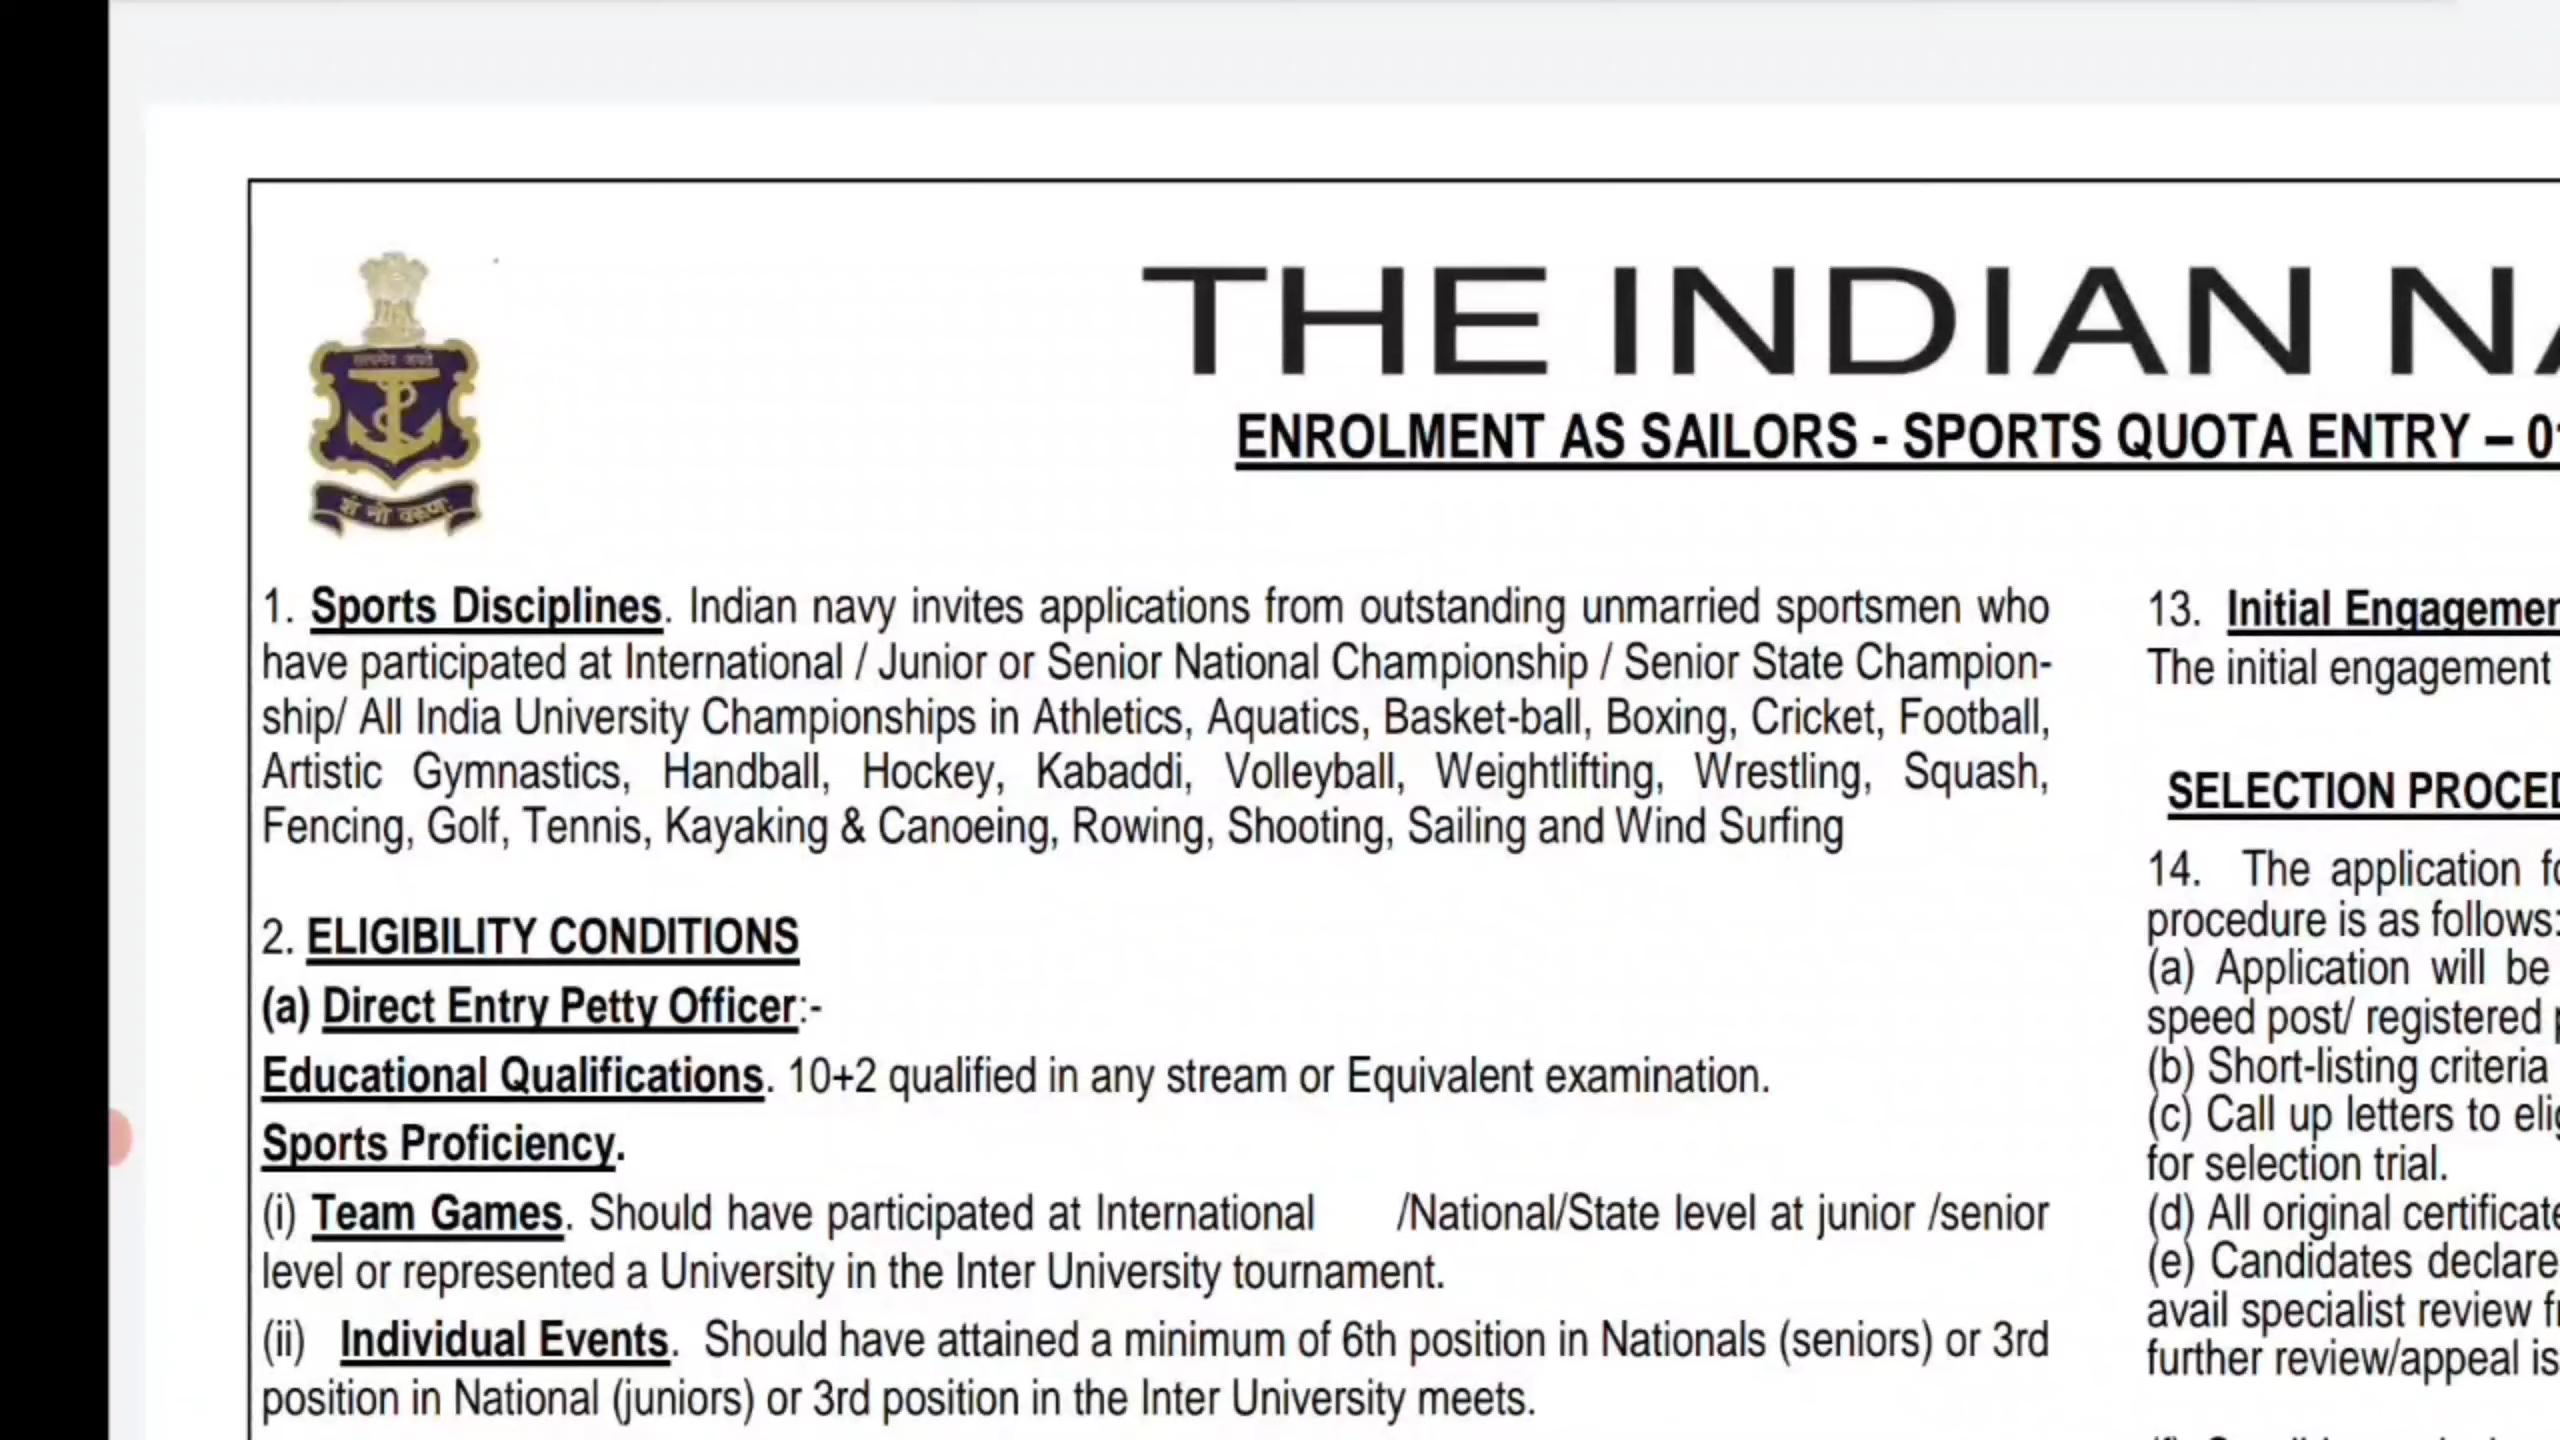 THE INDIAN
ENROLMENT AS SAILORS - SPORTS QUOTA ENTRY –
शं नो वरुणः
1. Sports Disciplines. Indian navy invites applications from outstanding unmarried sportsmen who
have participated at International / Junior or Senior National Championship / Senior State Champion-
ship/ All India University Championships in Athletics, Aquatics, Basket-ball, Boxing, Cricket, Football,
Artistic Gymnastics, Handball, Hockey, Kabaddi, Volleyball, Weightlifting, Wrestling, Squash,
Fencing, Golf, Tennis, Kayaking & Canoeing, Rowing, Shooting, Sailing and Wind Surfing
2. ELIGIBILITY CONDITIONS
(a) Direct Entry Petty Officer:-
Educational Qualifications. 10+2 qualified in any stream or Equivalent examination.
Sports Proficiency.
(i) Team Games. Should have participated at International /National/State level at junior /senior
level or represented a University in the Inter University tournament.
(ii) Individual Events. Should have attained a minimum of 6th position in Nationals (seniors) or 3rd
position in National (juniors) or 3rd position in the Inter University meets.
13. Initial
The initial engagement
SELECTION
14. The application
procedure is as follows:
(a) Application will be
speed post/ registered
(b) Short-listing criteria
(c) Call up letters to
for selection trial.
(d) All original
(e) Candidates
avail specialist review
further review/appeal is